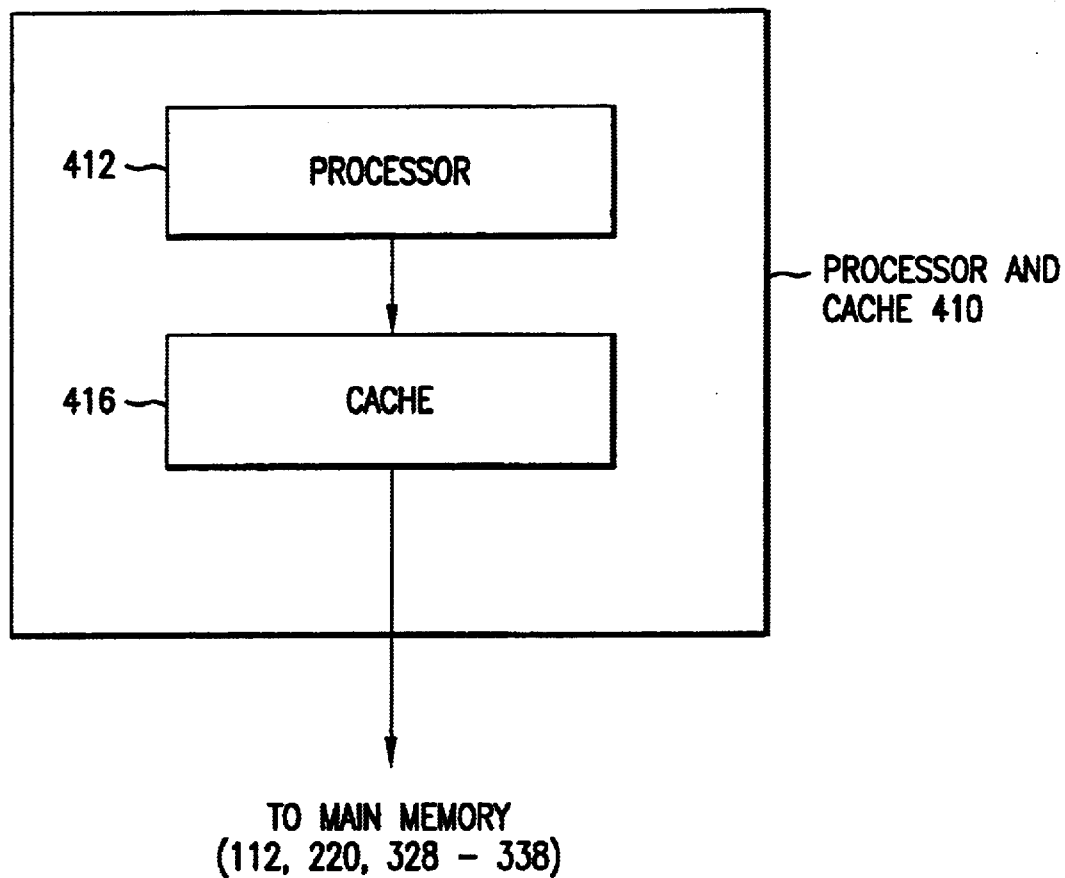 412
PROCESSOR
PROCESSOR AND
CACHE 410
416
CACHE
TO MAIN MEMORY
(112, 220, 328 - 338)